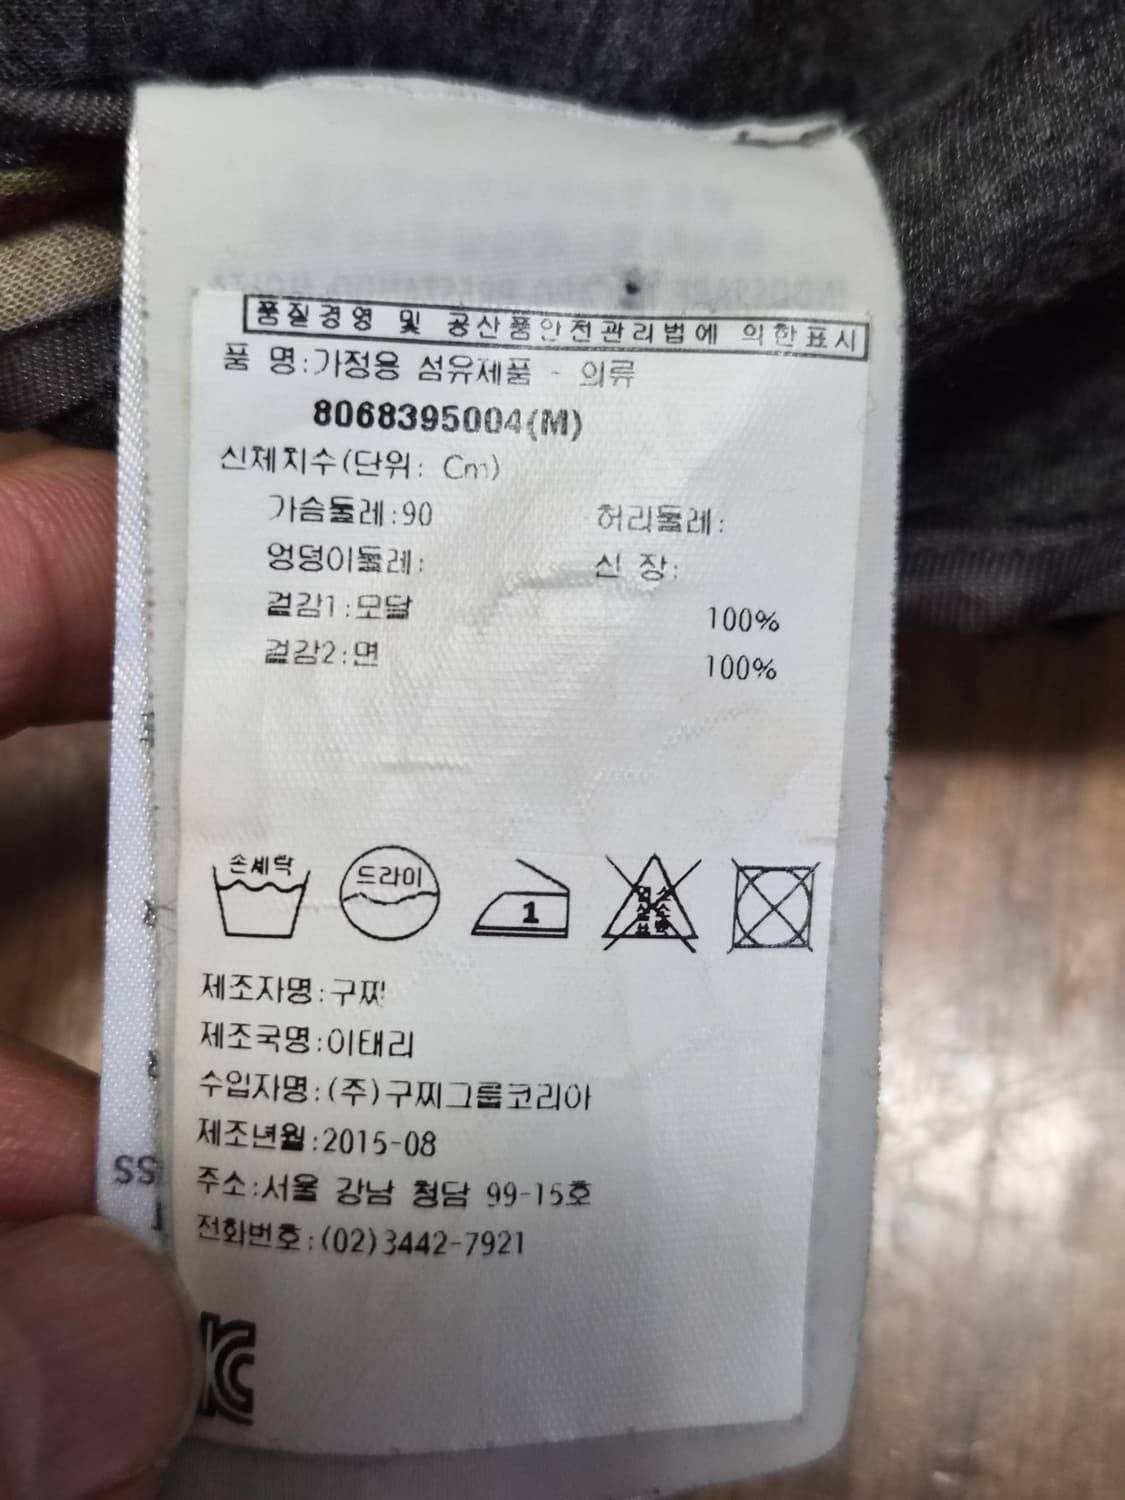 품질경영 및 공산품안전관리법에 의한표시
품 명:가정용 섬유제품 - 의류
8068395004(M)
신체치수(단위: Cm)
가슴둘레:90 허리둘레:
엉덩이둘레: 신 장:
겉감1:모달 100%
겉감2:면 100%
손세탁 드라이 1
제조자명:구찌
제조국명:이태리
수입자명:(주)구찌그룹코리아
제조년월:2015-08
주소:서울 강남 청담 99-15호
전화번호:(02)3442-7921
SS
KC